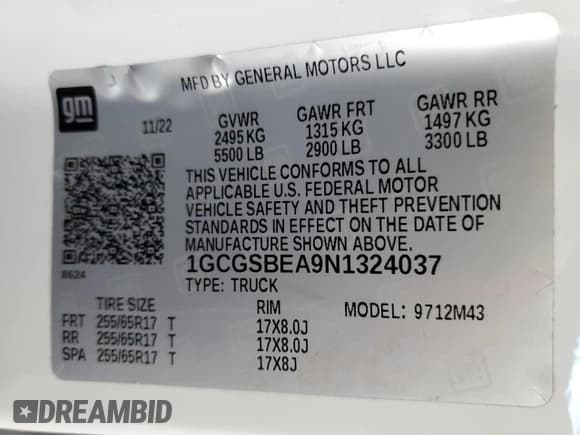 MFD BY GENERAL MOTORS LLC
gm
11/22
GVWR GAWR FRT GAWR RR
2495 KG 1315 KG 1497 KG
5500 LB 2900 LB 3300 LB
THIS VEHICLE CONFORMS TO ALL
APPLICABLE U.S. FEDERAL MOTOR
VEHICLE SAFETY AND THEFT PREVENTION
STANDARDS IN EFFECT ON THE DATE OF
MANUFACTURE SHOWN ABOVE.
8624
1GCGSBEA9N1324037
TYPE: TRUCK
TIRE SIZE RIM MODEL: 9712M43
FRT 255/65R17 T 17X8.0J
RR 255/65R17 T 17X8.0J
SPA 255/65R17 T 17X8J
DREAMBID